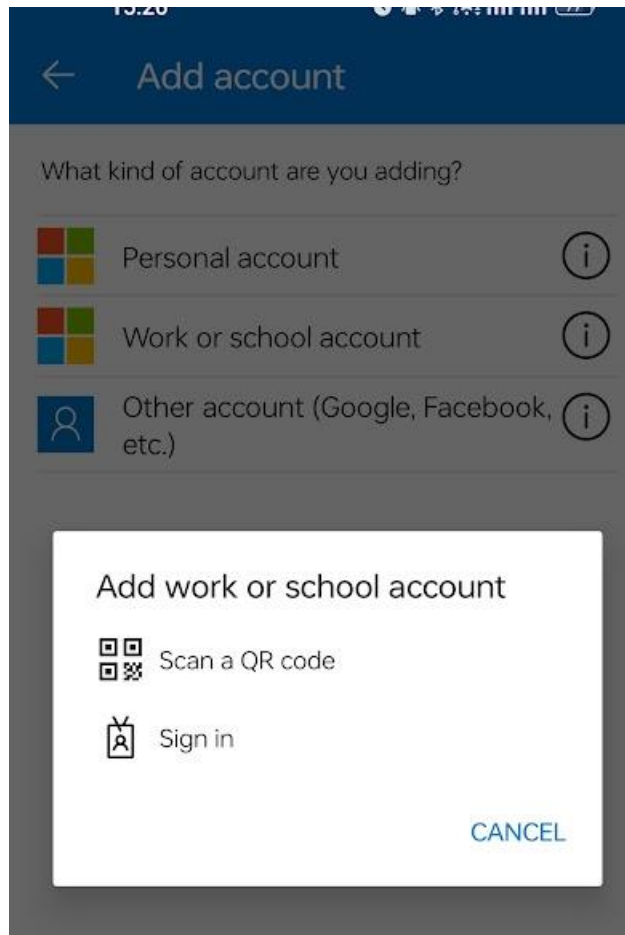 Add account
What kind of account are you adding?
Personal account
Work or school account
Other account (Google, Facebook,
etc.)
Add work or school account
Scan a QR code
Sign in
CANCEL